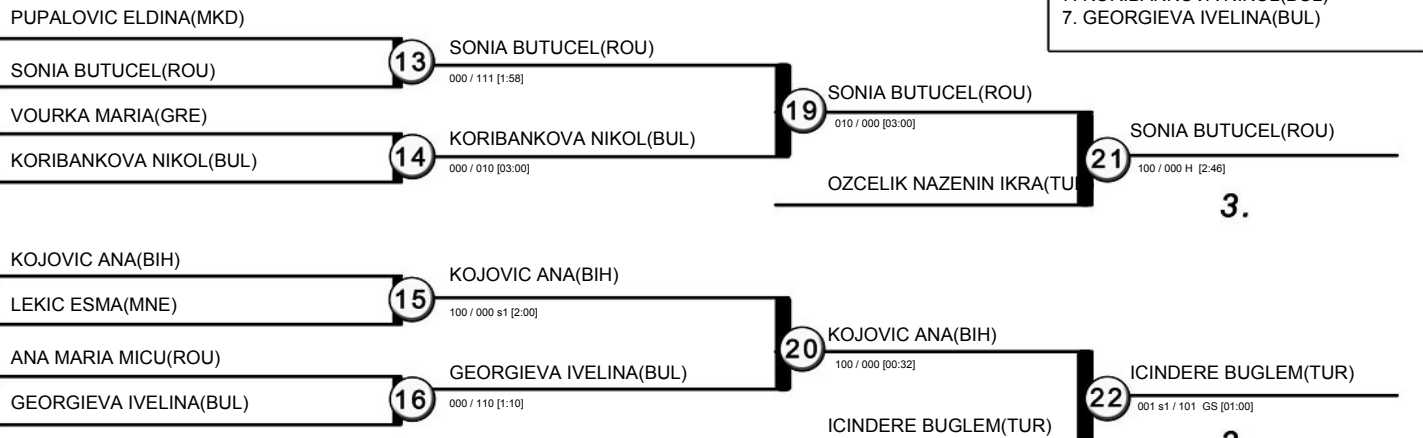 7. GEORGIEVA IVELINA(BUL)
PUPALOVIC ELDINA(MKD)
SONIA BUTUCEL(ROU)
13
SONIA BUTUCEL(ROU)
000 / 111 [1:58]
VOURKA MARIA(GRE)
KORIBANKOVA NIKOL(BUL)
14
KORIBANKOVA NIKOL(BUL)
000 / 010 [03:00]
19
SONIA BUTUCEL(ROU)
010 / 000 [03:00]
OZCELIK NAZENIN IKRA(TU
21
SONIA BUTUCEL(ROU)
100 / 000 H [2:46]
3.
KOJOVIC ANA(BIH)
LEKIC ESMA(MNE)
15
KOJOVIC ANA(BIH)
100 / 000 s1 [2:00]
ANA MARIA MICU(ROU)
GEORGIEVA IVELINA(BUL)
16
GEORGIEVA IVELINA(BUL)
000 / 110 [1:10]
20
KOJOVIC ANA(BIH)
100 / 000 [00:32]
ICINDERE BUGLEM(TUR)
22
ICINDERE BUGLEM(TUR)
001 s1 / 101 GS [01:00]